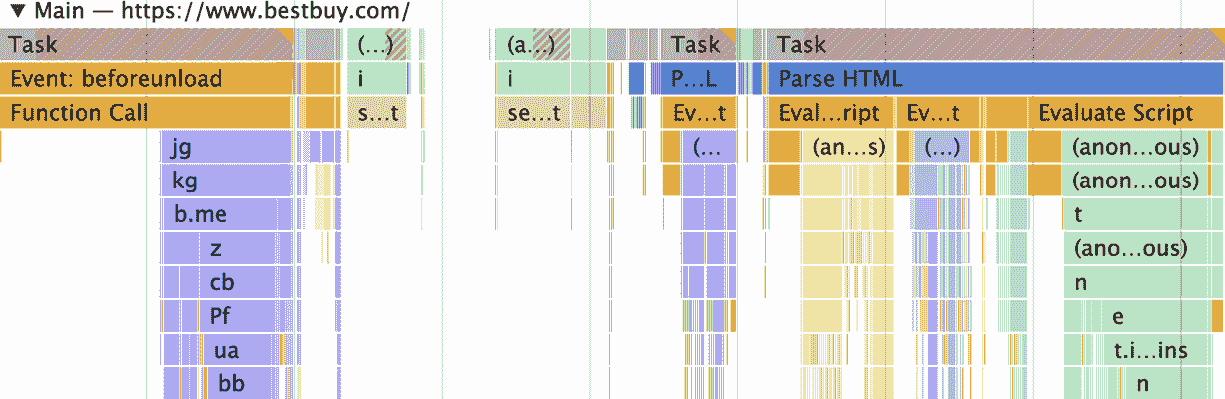 ▼ Main — https://www.bestbuy.com/
Task (...) (a...) Task Task
Event: beforeunload i i P...L Parse HTML
Function Call s...t se...t Ev...t Eval...ript Ev...t Evaluate Script
jg (... (an...s) (...) (anon...ous)
kg (anon...ous)
b.me t
z (ano...ous)
cb n
Pf e
ua t.i...ins
bb n